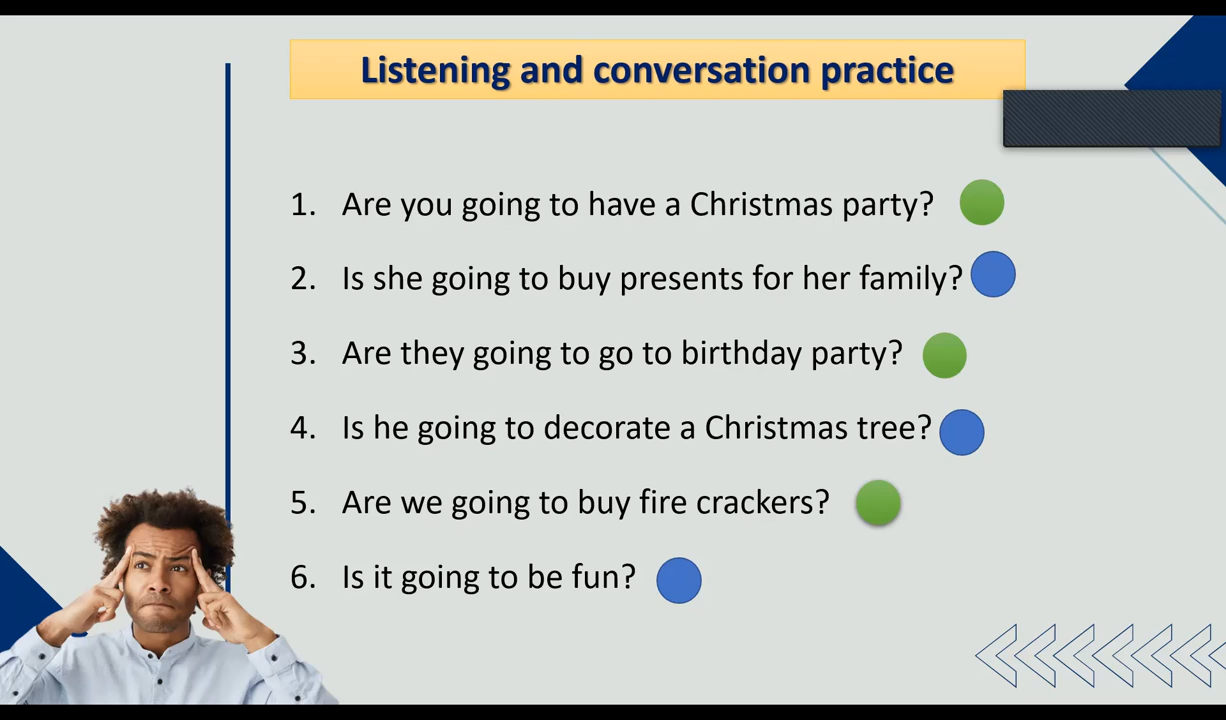 Listening and conversation practice
1. Are you going to have a Christmas party?
2. Is she going to buy presents for her family?
3. Are they going to go to birthday party?
4. Is he going to decorate a Christmas tree?
5. Are we going to buy fire crackers?
6. Is it going to be fun?